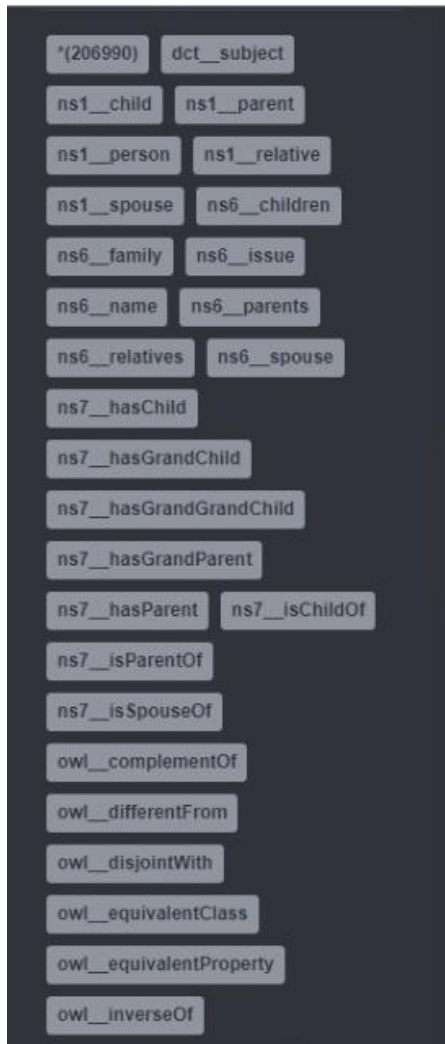 *(206990) dct__subject
ns1__child ns1__parent
ns1__person ns1__relative
ns1__spouse ns6__children
ns6__family ns6__issue
ns6__name ns6__parents
ns6__relatives ns6__spouse
ns7__hasChild
ns7__hasGrandChild
ns7__hasGrandGrandChild
ns7__hasGrandParent
ns7__hasParent ns7__isChildOf
ns7__isParentOf
ns7__isSpouseOf
owl__complementOf
owl__differentFrom
owl__disjointWith
owl__equivalentClass
owl__equivalentProperty
owl__inverseOf